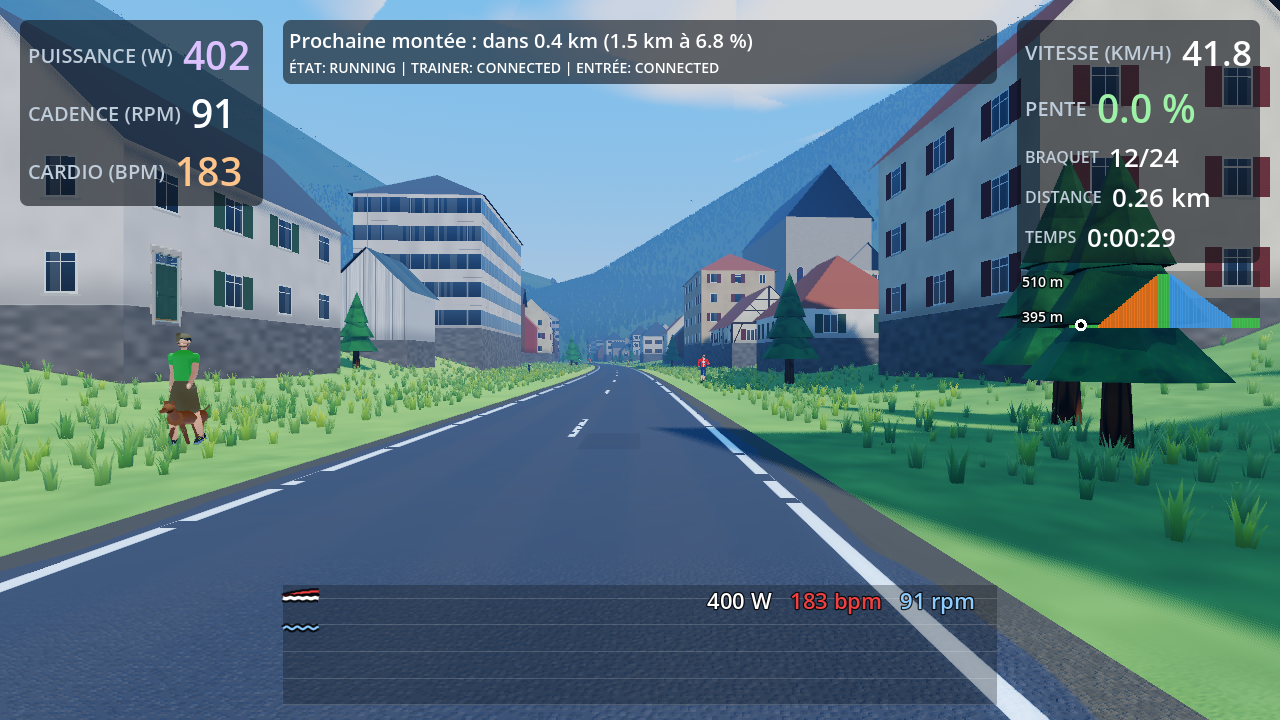 PUISSANCE (W) 402
CADENCE (RPM) 91
CARDIO (BPM) 183
Prochaine montée : dans 0.4 km (1.5 km à 6.8 %)
ÉTAT: RUNNING | TRAINER: CONNECTED | ENTRÉE: CONNECTED
VITESSE (KM/H) 41.8
PENTE 0.0 %
BRAQUET 12/24
DISTANCE 0.26 km
TEMPS 0:00:29
510 m
395 m
400 W 183 bpm 91 rpm